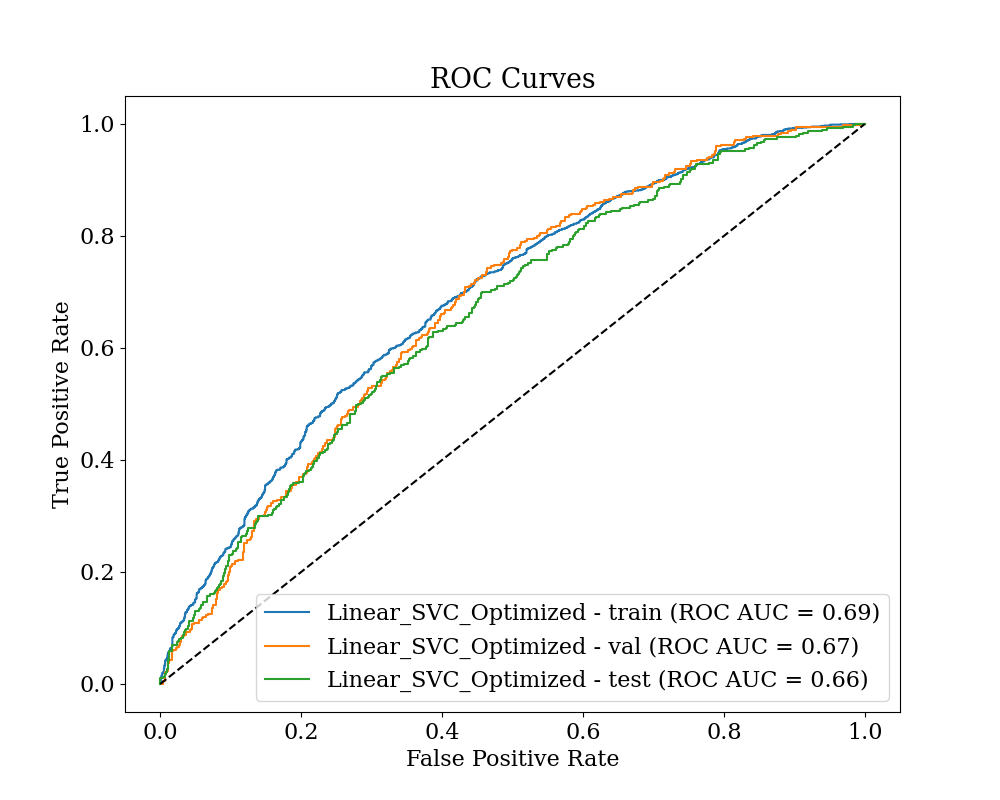 ROC Curves
True Positive Rate
1.0
0.8
0.6
0.4
0.2
0.0
Linear_SVC_Optimized - train (ROC AUC = 0.69)
Linear_SVC_Optimized - val (ROC AUC = 0.67)
Linear_SVC_Optimized - test (ROC AUC = 0.66)
0.0 0.2 0.4 0.6 0.8 1.0
False Positive Rate